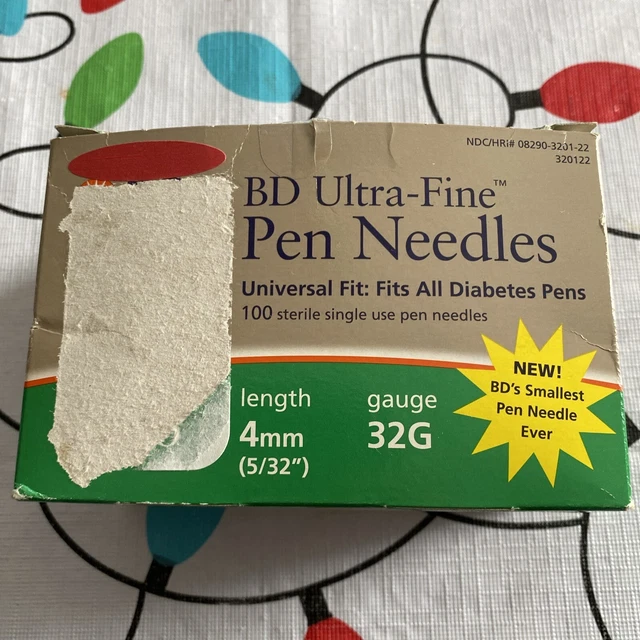 NDC/HRI# 08290-3201-22
320122
BD Ultra-Fine™
Pen Needles
Universal Fit: Fits All Diabetes Pens
100 sterile single use pen needles
length
4mm
(5/32”)
gauge
32G
NEW!
BD's Smallest
Pen Needle
Ever